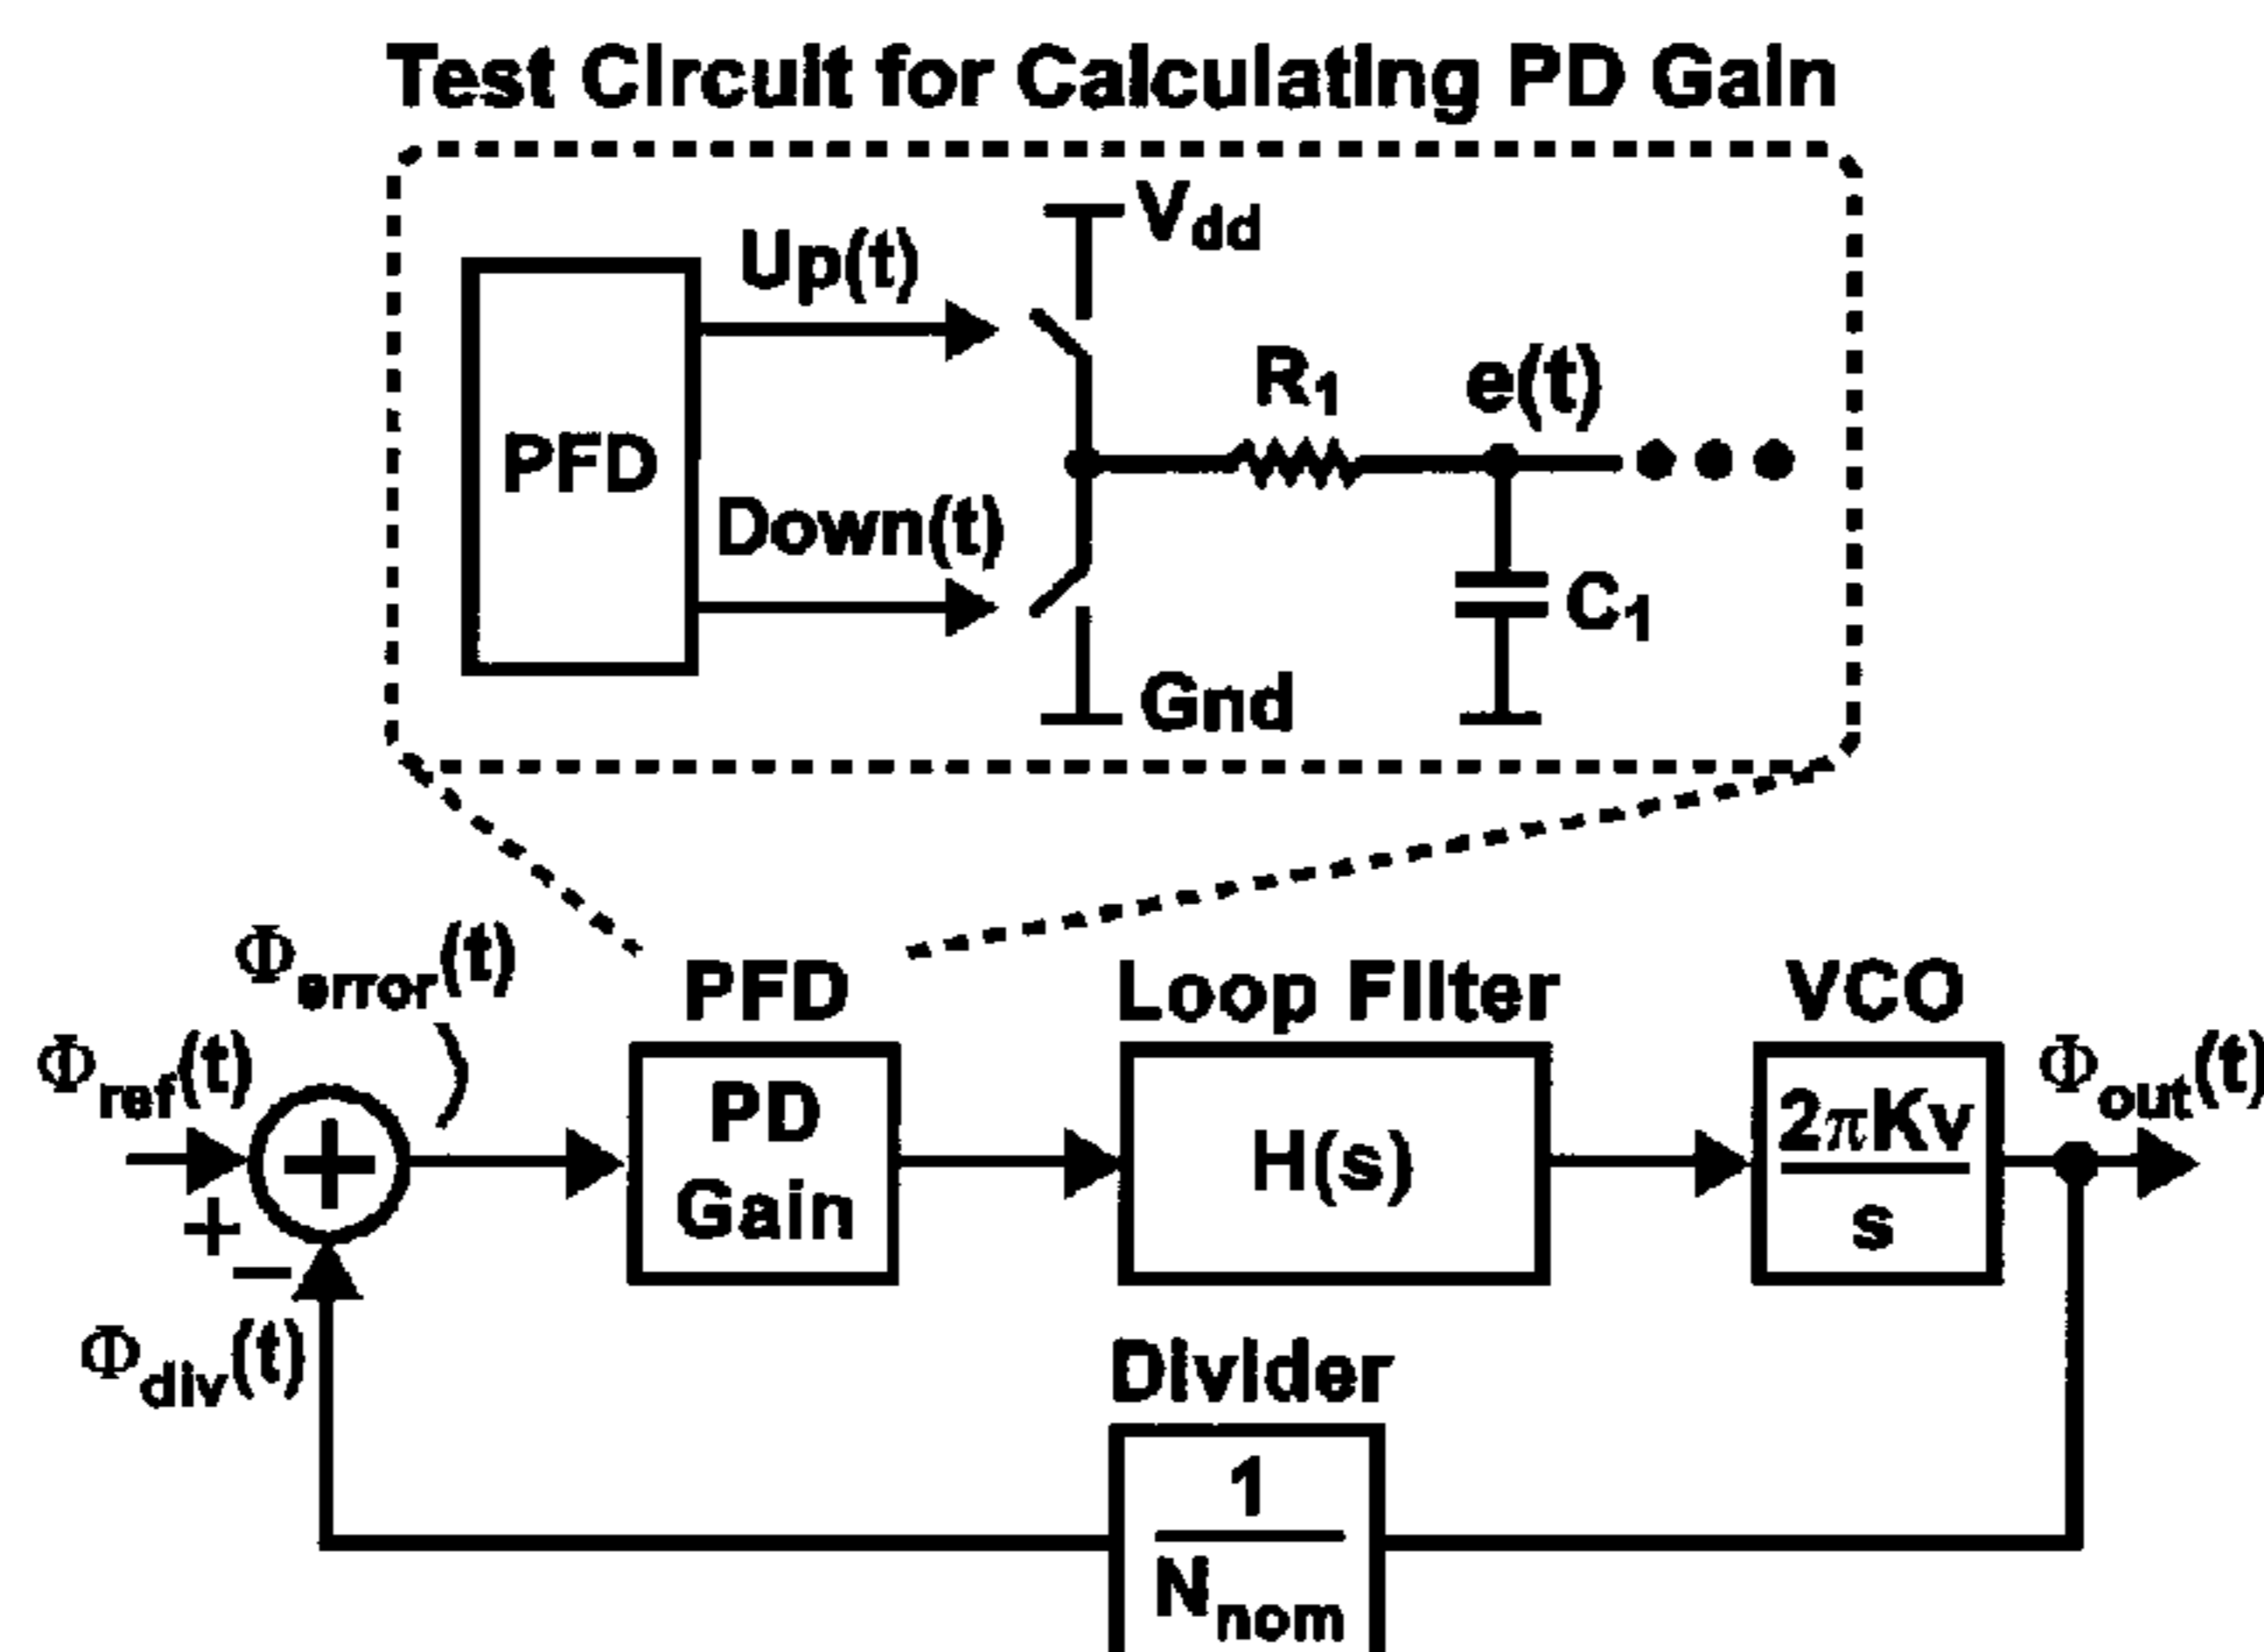 Test Circuit for Calculating PD Gain
Vdd
Up(t)
R1
e(t)
PFD
Down(t)
C1
Gnd
Φerror(t)
PFD
Loop Filter
VCO
Φref(t)
Φout(t)
PD
Gain
H(s)
2πKv
s
+
+
−
Φdiv(t)
Divider
1
Nnom